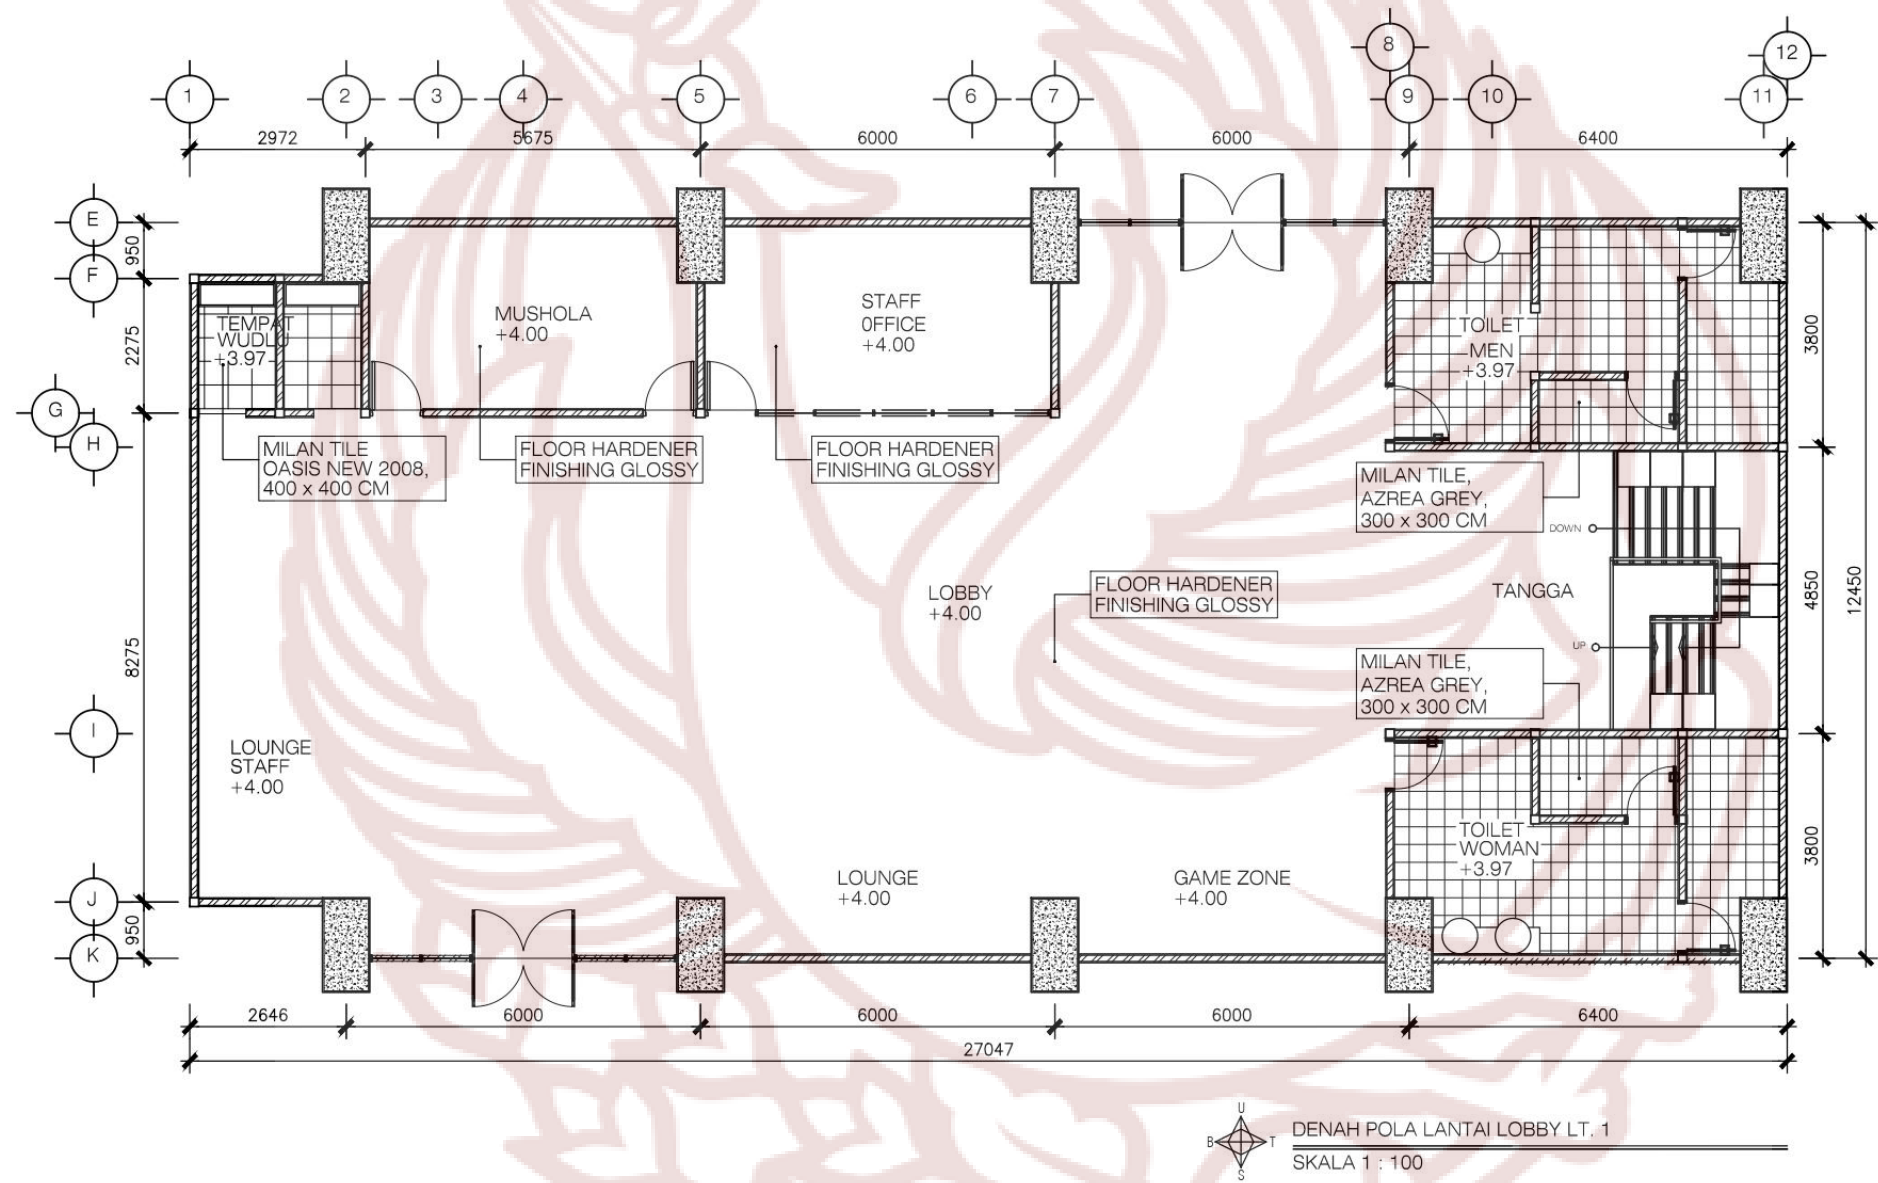 8
12
1
2
3
4
5
6
7
9
10
11
2972
5675
6000
6000
6400
E
950
F
2275
G
H
8275
I
J
950
K
TEMPAT
WUDLU
+3.97
MUSHOLA
+4.00
STAFF
0FFICE
+4.00
TOILET
MEN
+3.97
3800
MILAN TILE
OASIS NEW 2008,
400 x 400 CM
FLOOR HARDENER
FINISHING GLOSSY
FLOOR HARDENER
FINISHING GLOSSY
MILAN TILE,
AZREA GREY,
300 x 300 CM
DOWN
LOBBY
+4.00
FLOOR HARDENER
FINISHING GLOSSY
TANGGA
4850
12450
UP
MILAN TILE,
AZREA GREY,
300 x 300 CM
LOUNGE
STAFF
+4.00
TOILET
WOMAN
+3.97
3800
LOUNGE
+4.00
GAME ZONE
+4.00
2646
6000
6000
6000
6400
27047
U
B
T
S
DENAH POLA LANTAI LOBBY LT. 1
SKALA 1 : 100